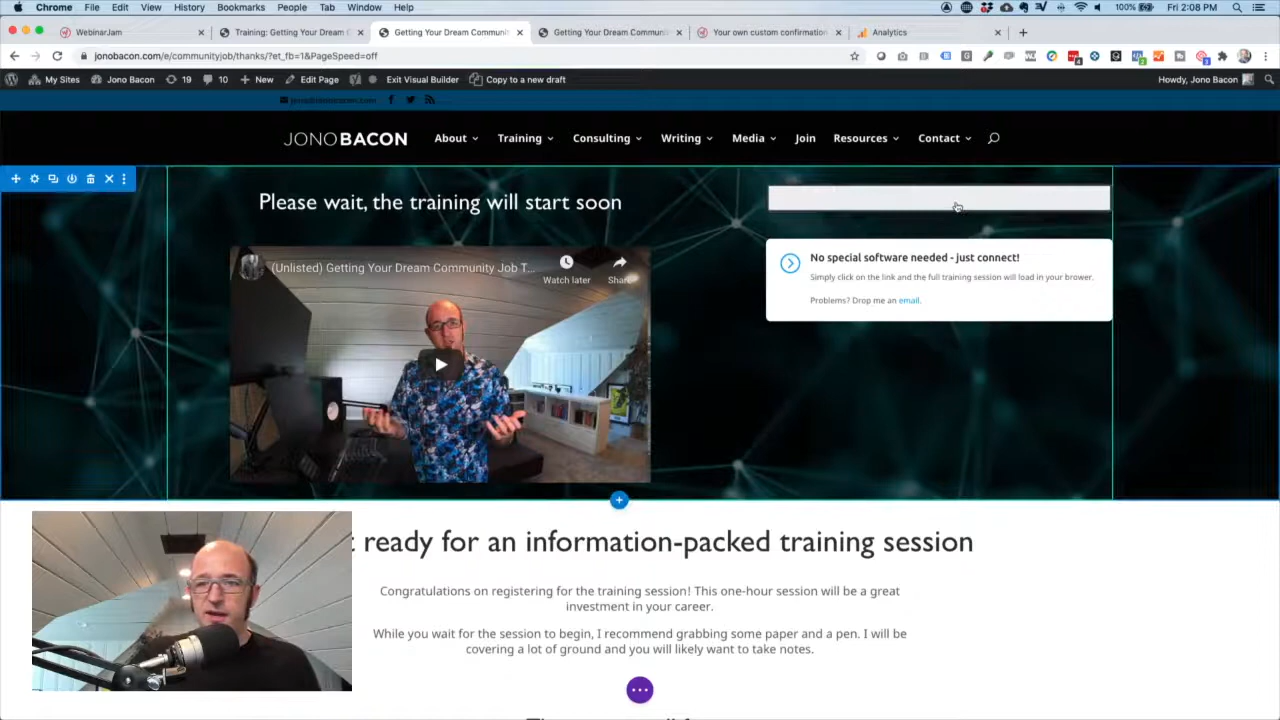 Chrome File Edit View History Bookmarks People Tab Window Help 100% Fri 2:08 PM
WebinarJam Training: Getting Your Dream C Getting Your Dream Communi Getting Your Dream Communi Your own custom confirmation Analytics
jonobacon.com/e/communityjob/thanks/?et_fb=1&PageSpeed=off
My Sites Jono Bacon 19 10 New Edit Page Exit Visual Builder Copy to a new draft Howdy, Jono Bacon
JONOBACON About Training Consulting Writing Media Join Resources Contact
Please wait, the training will start soon
(Unlisted) Getting Your Dream Community Job T...
Watch later Share
No special software needed - just connect!
Simply click on the link and the full training session will load in your brower.
Problems? Drop me an email.
ready for an information-packed training session
Congratulations on registering for the training session! This one-hour session will be a great
investment in your career.
While you wait for the session to begin, I recommend grabbing some paper and a pen. I will be
covering a lot of ground and you will likely want to take notes.